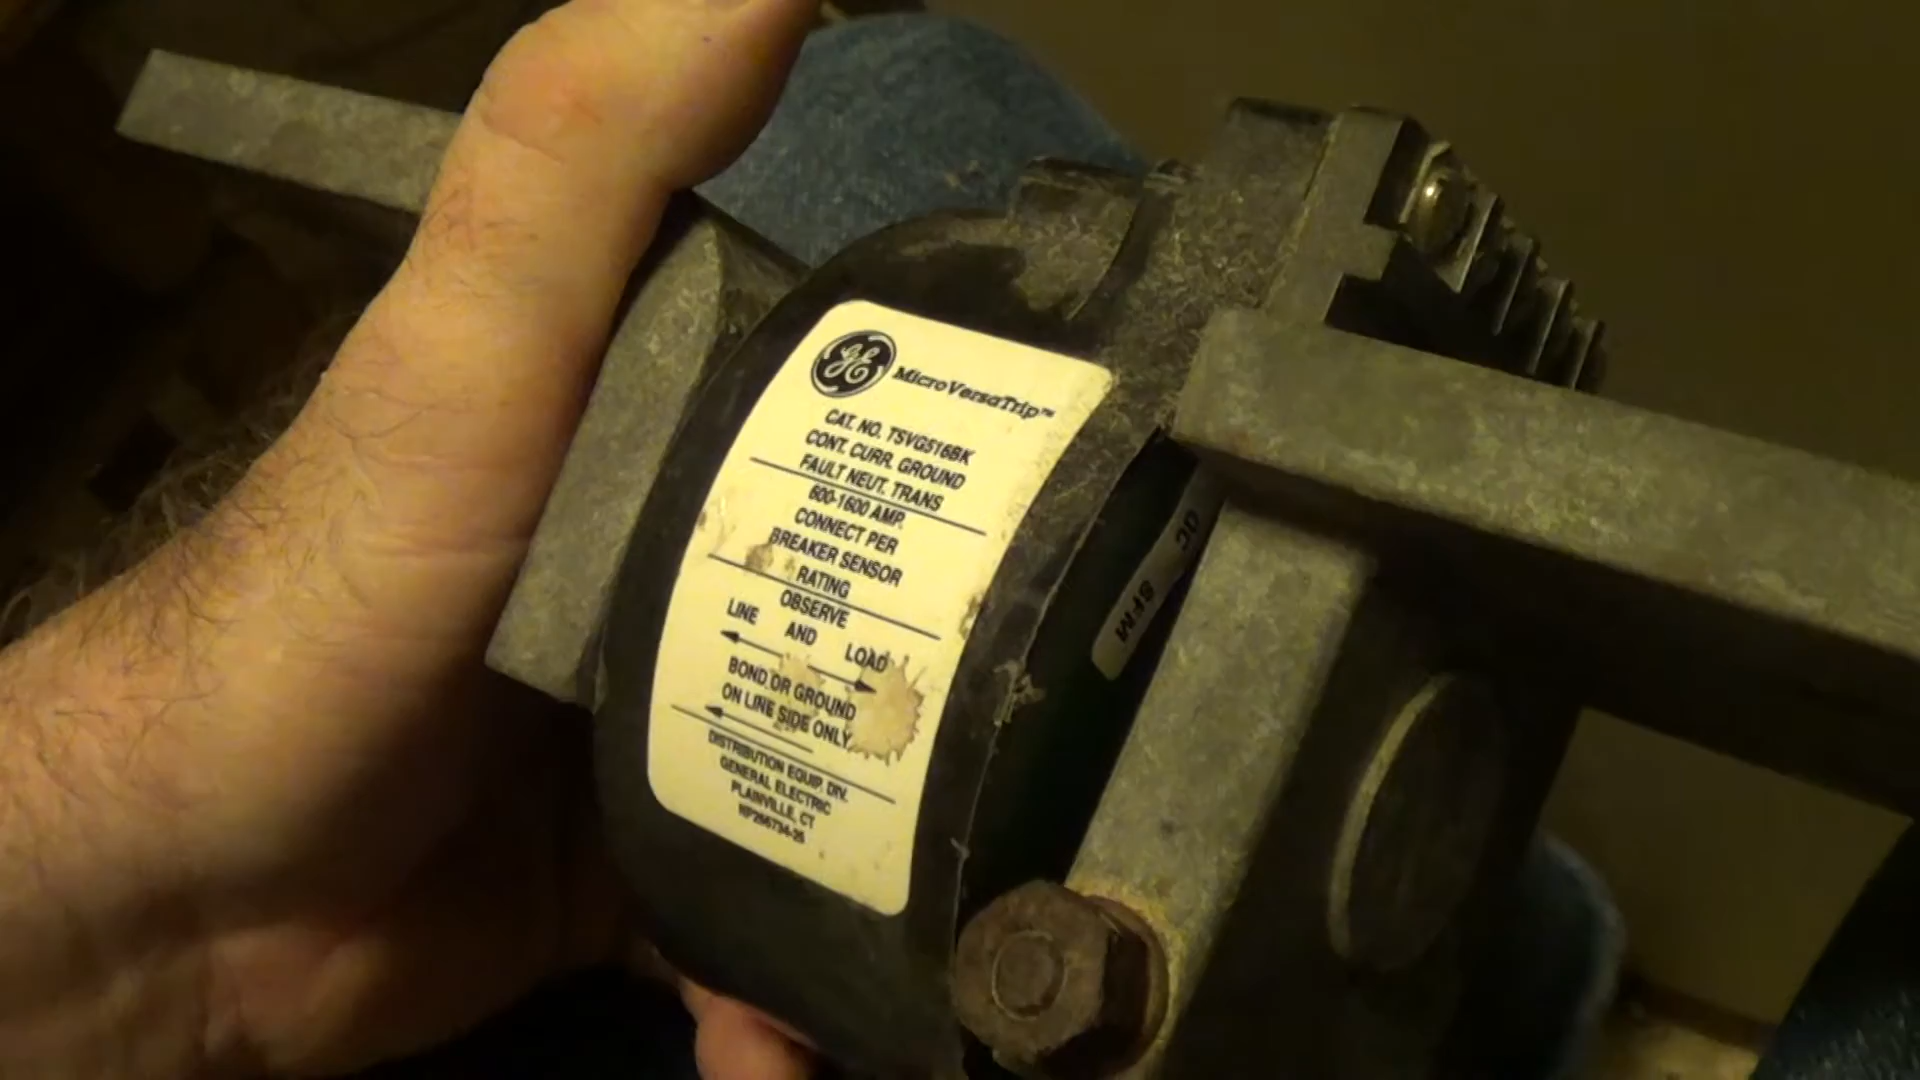 GE MicroVersaTrip™
CAT. NO. TSVG516BK
CONT. CURR. GROUND
FAULT NEUT. TRANS
600-1600 AMP.
CONNECT PER
BREAKER SENSOR
RATING
OBSERVE
LINE AND LOAD
BOND OR GROUND
ON LINE SIDE ONLY
DISTRIBUTION EQUIP. DIV.
GENERAL ELECTRIC
PLAINVILLE, CT